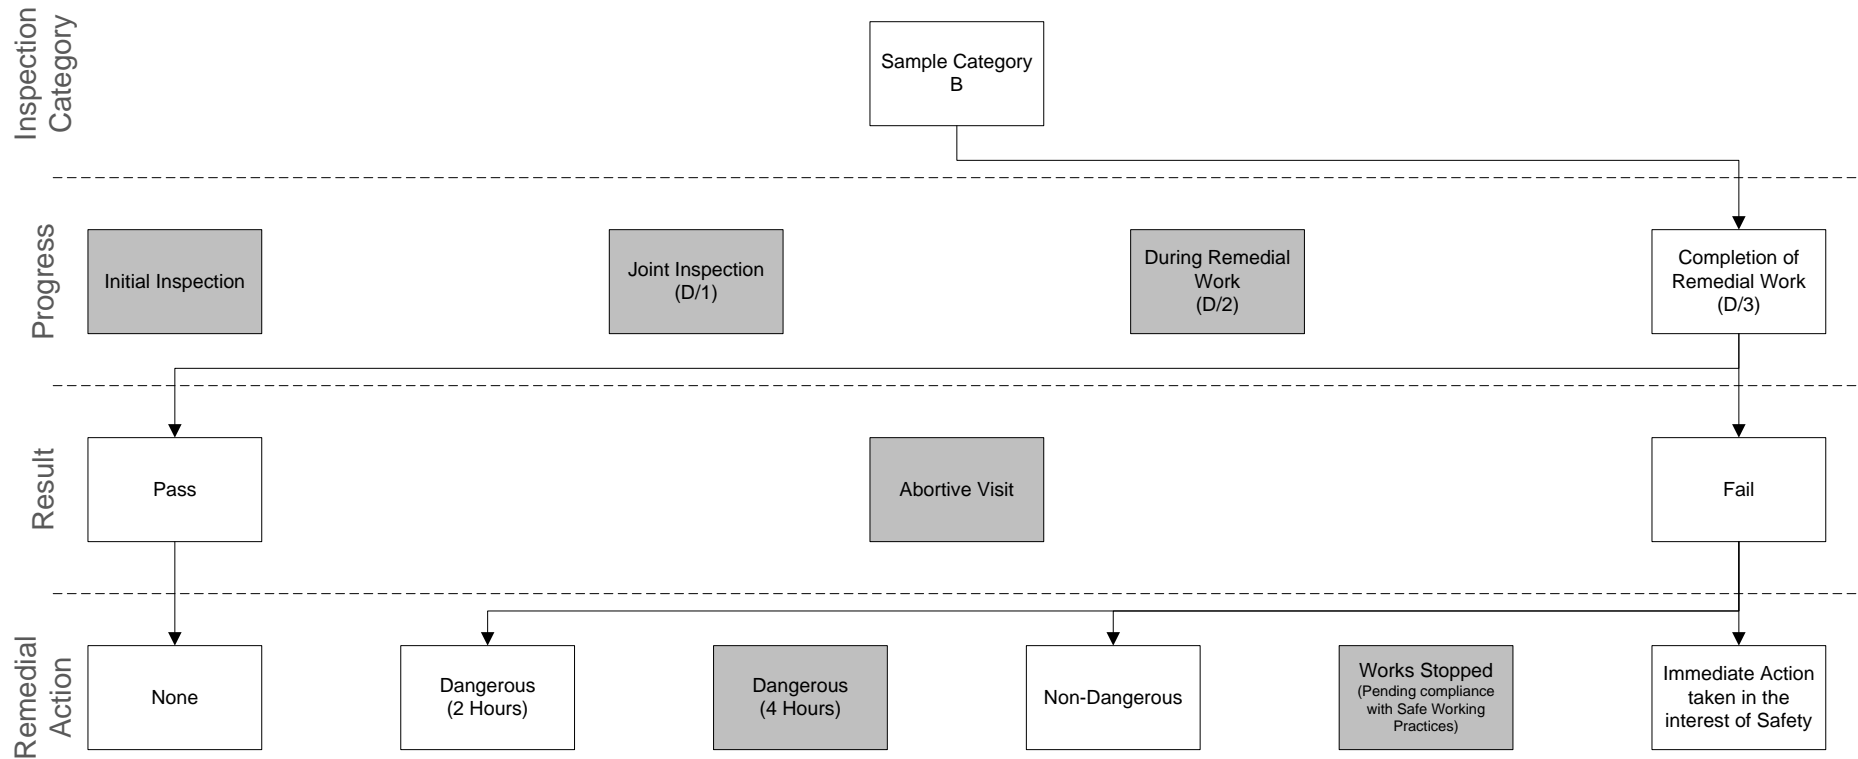 Inspection
Category
Sample Category
B
Progress
Initial Inspection
Joint Inspection
(D/1)
During Remedial
Work
(D/2)
Completion of
Remedial Work
(D/3)
Result
Pass
Abortive Visit
Fail
Remedial
Action
None
Dangerous
(2 Hours)
Dangerous
(4 Hours)
Non-Dangerous
Works Stopped
(Pending compliance
with Safe Working
Practices)
Immediate Action
taken in the
interest of Safety